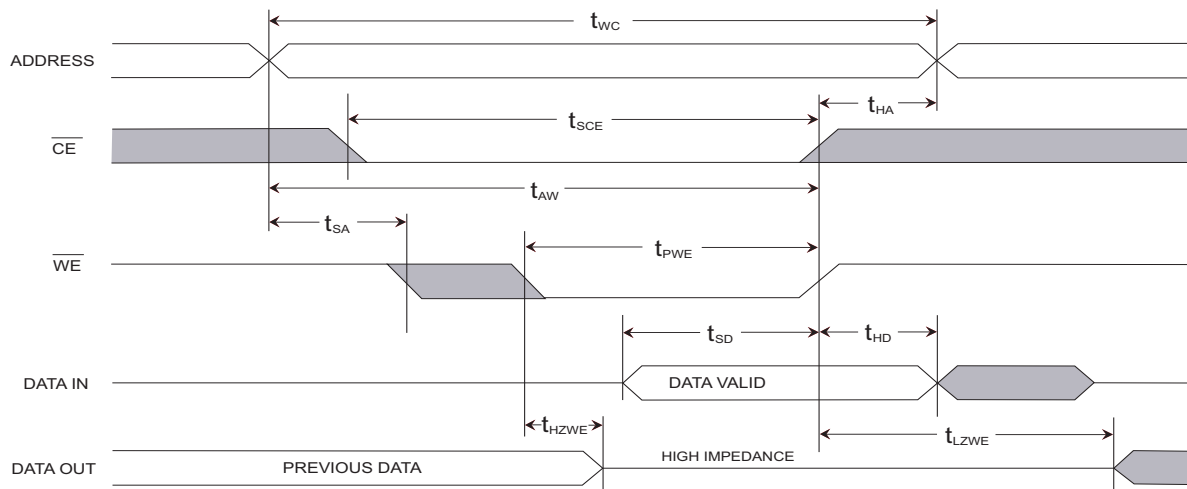 tWC
ADDRESS
tHA
CE
tSCE
tAW
tSA
WE
tPWE
tSD
tHD
DATA IN
DATA VALID
tHZWE
tLZWE
DATA OUT
PREVIOUS DATA
HIGH IMPEDANCE